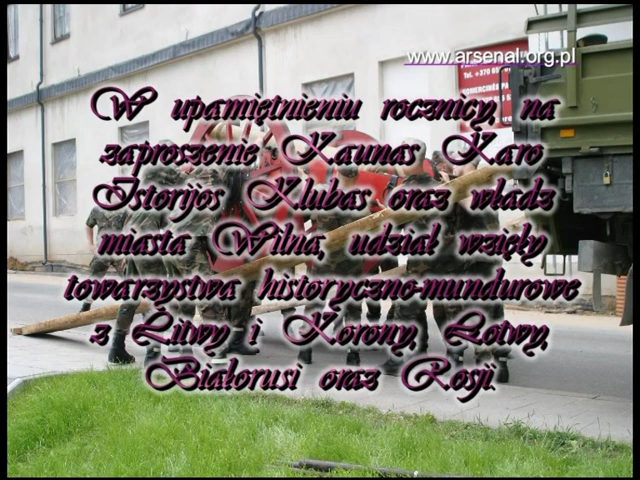 www.arsenal.org.pl
W upamiętnieniu rocznicy, na
zaproszenie Kaunas Karo
Istorijos Klubas oraz władz
miasta Wilna, udział wzięły
towarzystwa historyczno-mundurowe
z Litwy i Korony, Łotwy,
Białorusi oraz Rosji.